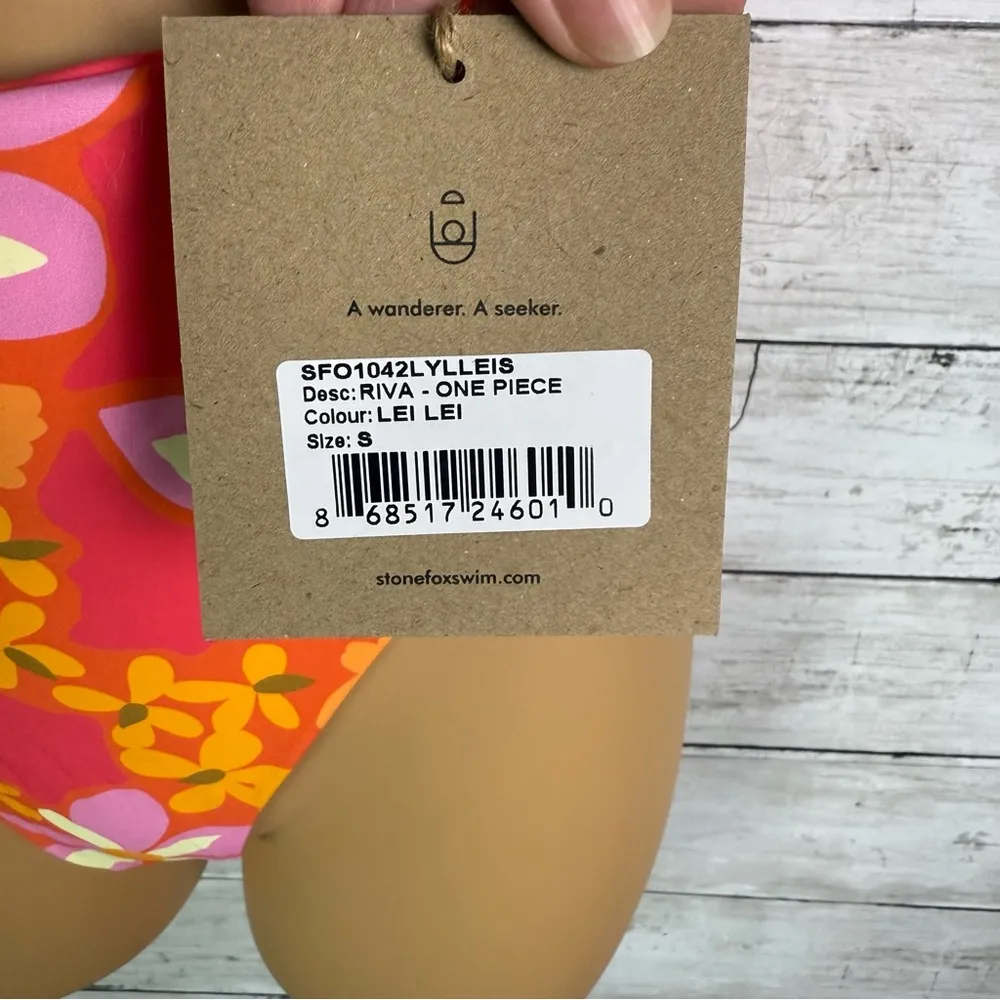 A wanderer. A seeker.
SFO1042LYLLEIS
Desc: RIVA - ONE PIECE
Colour: LEI LEI
Size: S
8 68517 24601 0
stonefoxswim.com